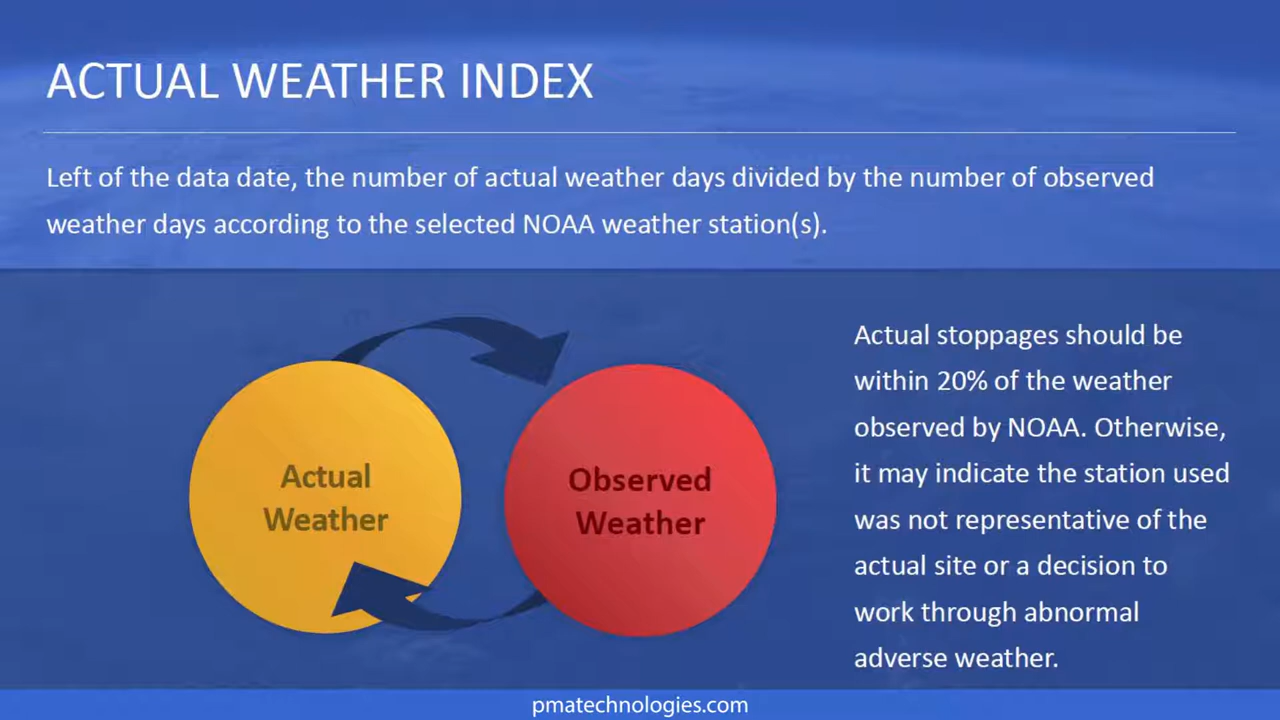 ACTUAL WEATHER INDEX
Left of the data date, the number of actual weather days divided by the number of observed
weather days according to the selected NOAA weather station(s).
Actual
Weather
Observed
Weather
Actual stoppages should be
within 20% of the weather
observed by NOAA. Otherwise,
it may indicate the station used
was not representative of the
actual site or a decision to
work through abnormal
adverse weather.
pmatechnologies.com